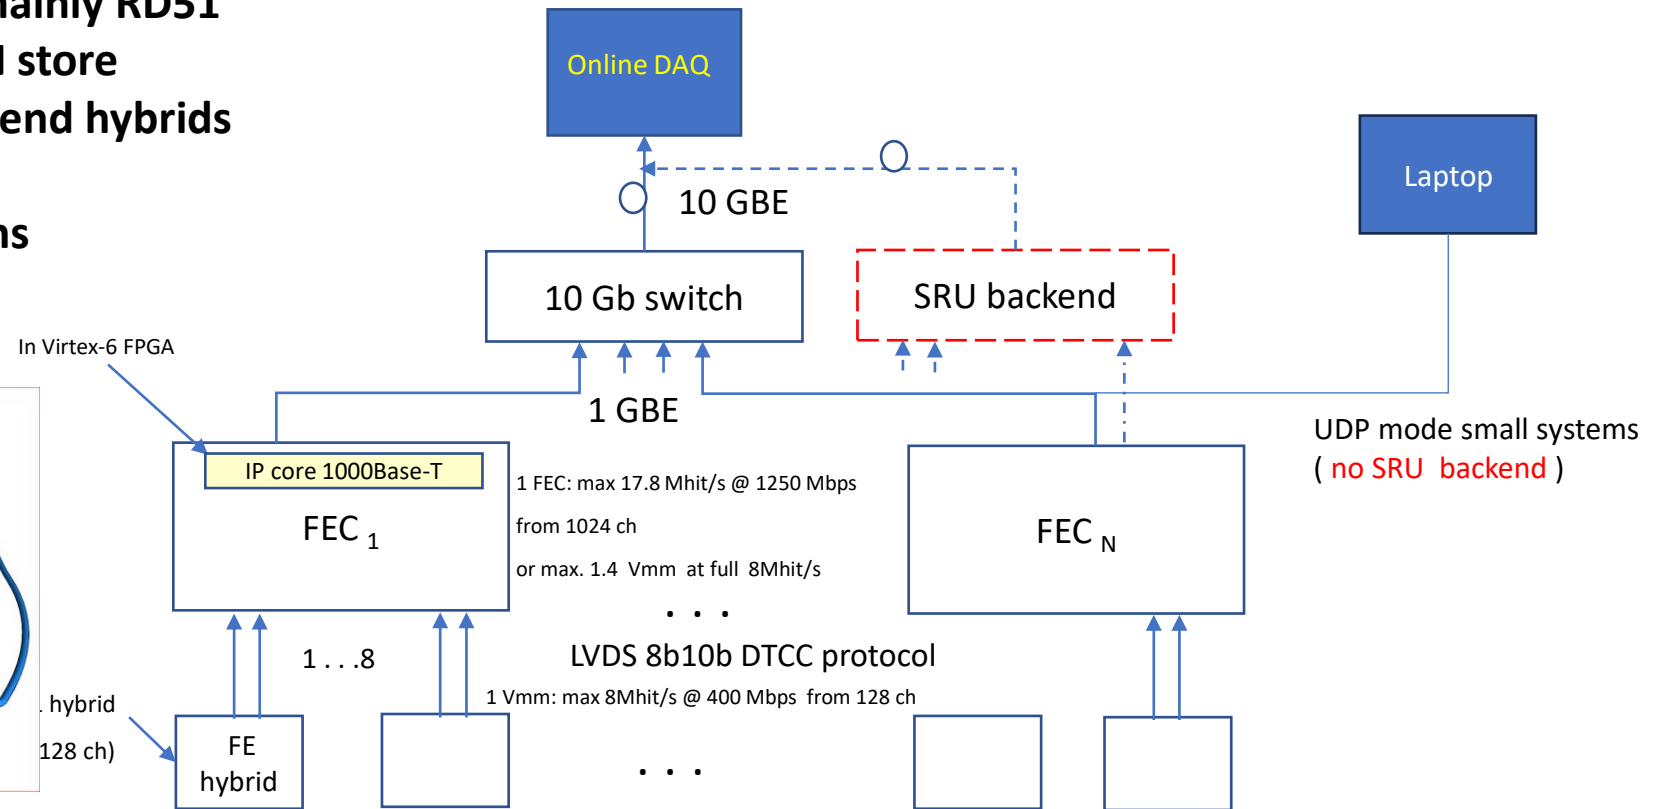 mainly RD51
store
end hybrids
Online DAQ
Laptop
10 GBE
10 Gb switch
SRU backend
In Virtex-6 FPGA
1 GBE
UDP mode small systems
( no SRU backend )
IP core 1000Base-T
FEC 1
1 FEC: max 17.8 Mhit/s @ 1250 Mbps
from 1024 ch
or max. 1.4 Vmm at full 8Mhit/s
. . .
FEC N
1 . . .8
LVDS 8b10b DTCC protocol
1 Vmm: max 8Mhit/s @ 400 Mbps from 128 ch
hybrid
128 ch)
FE
hybrid
. . .